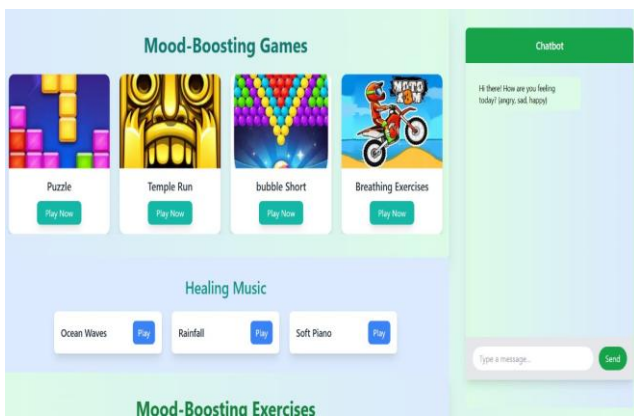 Mood-Boosting Games
Puzzle
Play Now
Temple Run
Play Now
bubble Short
Play Now
MOTO
X3M
Breathing Exercises
Play Now
Healing Music
Ocean Waves
Play
Rainfall
Play
Soft Piano
Play
Mood-Boosting Exercises
Chatbot
Hi there! How are you feeling
today? (angry, sad, happy)
Type a message...
Send